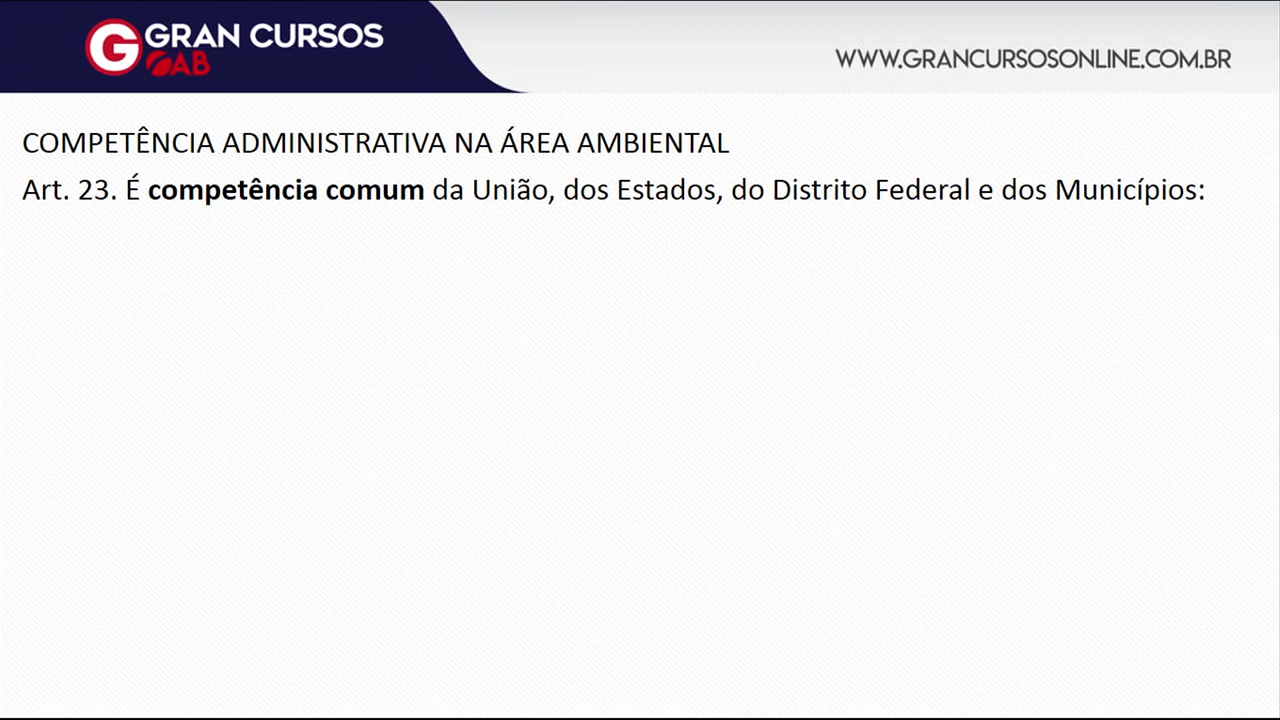 GRAN CURSOS
OAB
WWW.GRANCURSOSONLINE.COM.BR
COMPETÊNCIA ADMINISTRATIVA NA ÁREA AMBIENTAL
Art. 23. É competência comum da União, dos Estados, do Distrito Federal e dos Municípios: